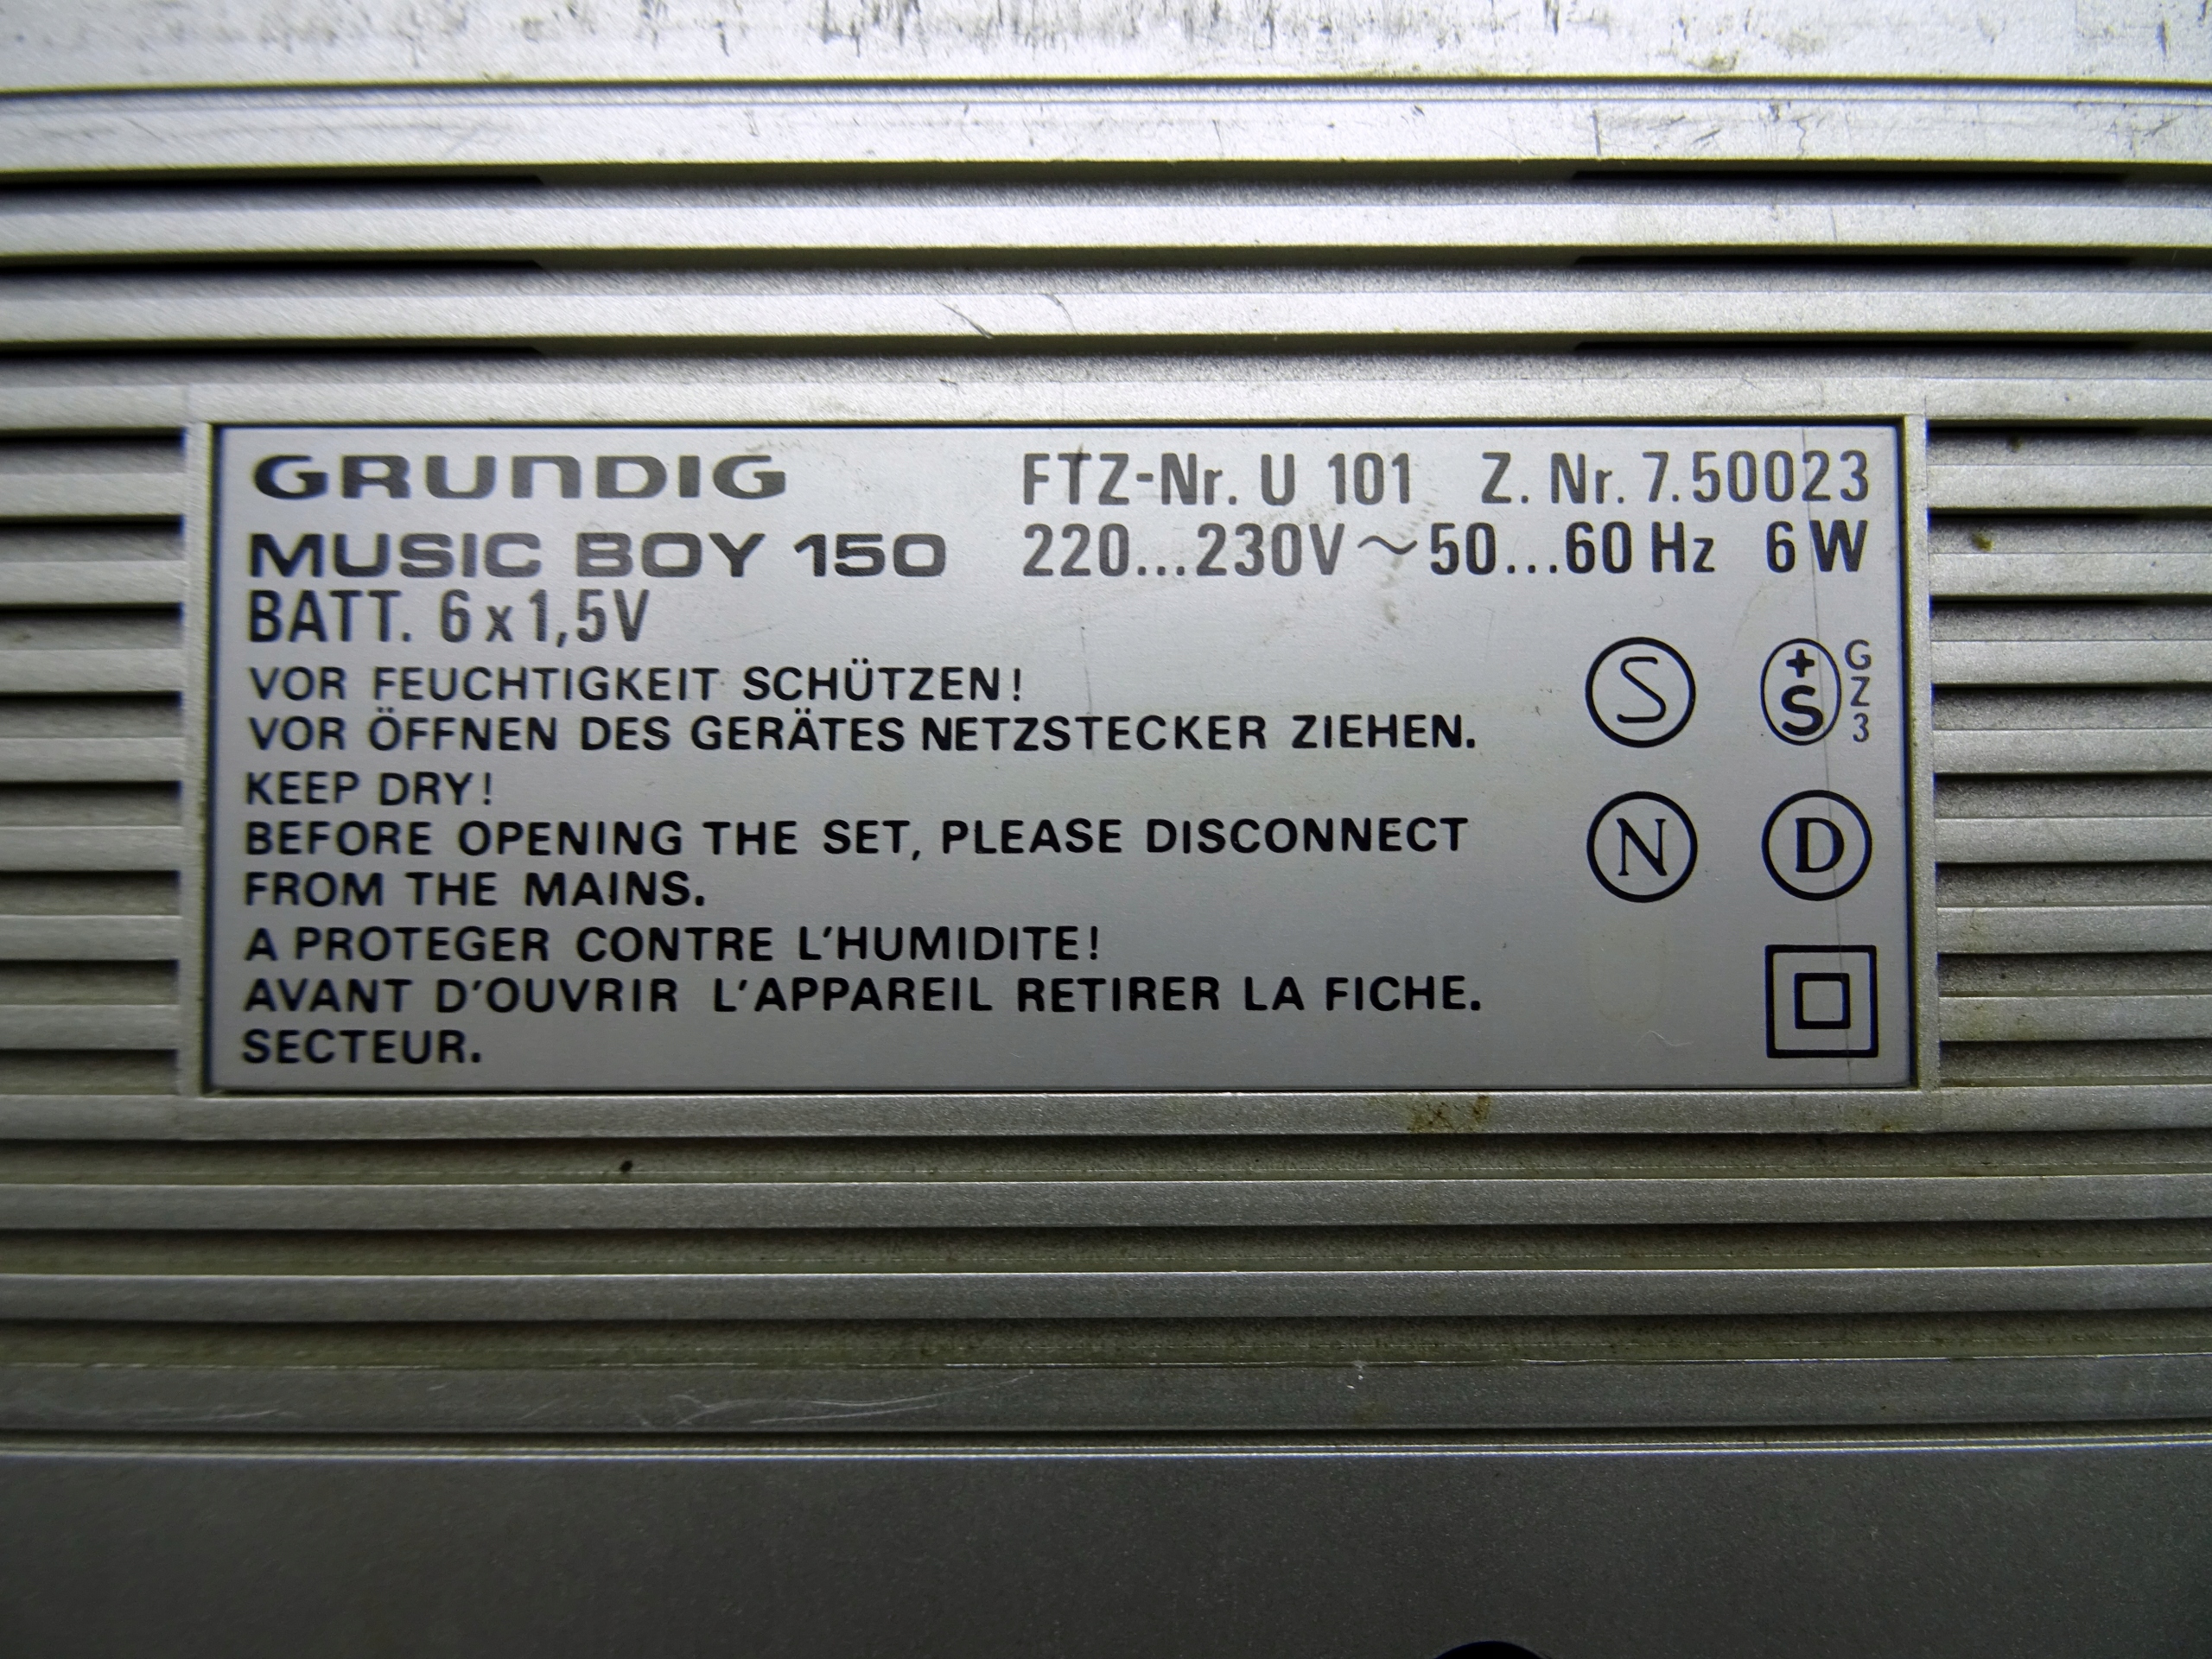 GRUNDIG FTZ-Nr. U 101 Z. Nr. 7.50023
MUSIC BOY 150 220...230V~50...60 Hz 6 W
BATT. 6 x 1,5V
VOR FEUCHTIGKEIT SCHÜTZEN!
VOR ÖFFNEN DES GERÄTES NETZSTECKER ZIEHEN.
KEEP DRY!
BEFORE OPENING THE SET, PLEASE DISCONNECT
FROM THE MAINS.
A PROTEGER CONTRE L'HUMIDITE!
AVANT D'OUVRIR L'APPAREIL RETIRER LA FICHE.
SECTEUR.
S +S GZ3
N D